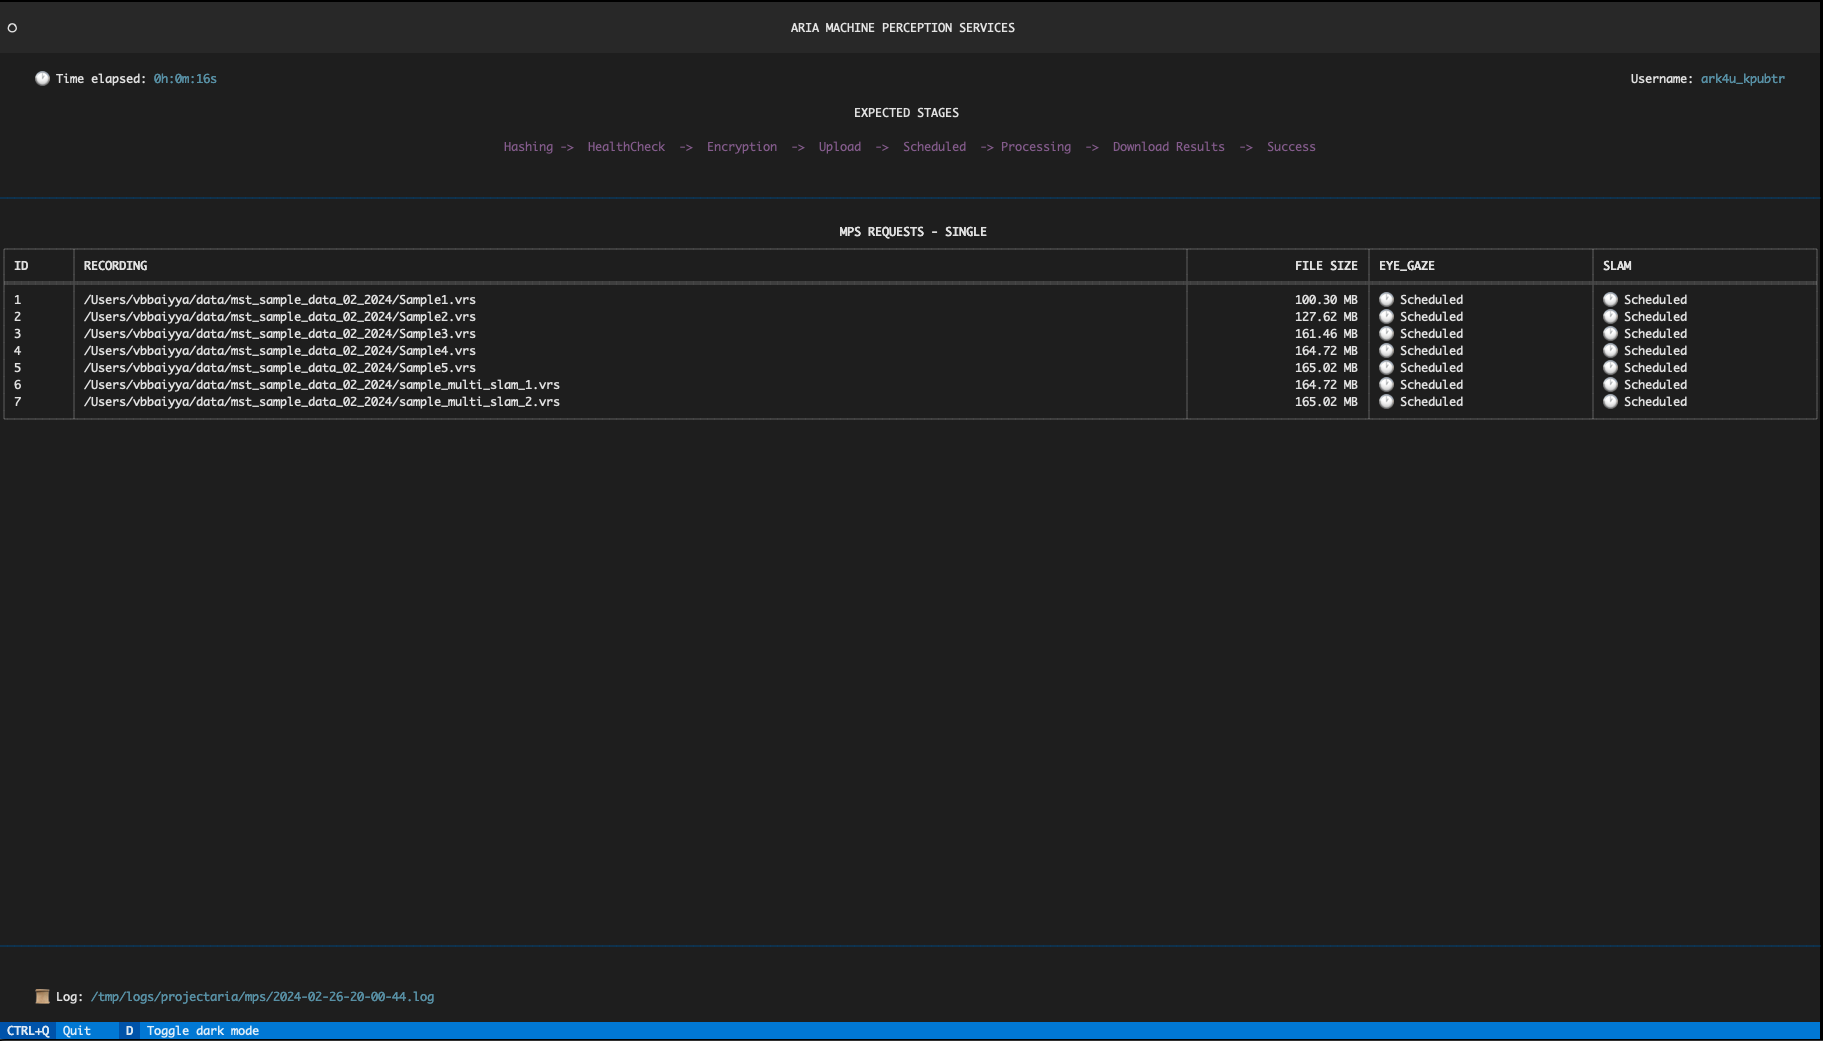 ARIA MACHINE PERCEPTION SERVICES
Time elapsed: 0h:0m:16s Username: ark4u_kpubtr
EXPECTED STAGES
Hashing -> HealthCheck -> Encryption -> Upload -> Scheduled -> Processing -> Download Results -> Success
MPS REQUESTS - SINGLE
ID RECORDING FILE SIZE EYE_GAZE SLAM
1 /Users/vbbaiyya/data/mst_sample_data_02_2024/Sample1.vrs 100.30 MB Scheduled Scheduled
2 /Users/vbbaiyya/data/mst_sample_data_02_2024/Sample2.vrs 127.62 MB Scheduled Scheduled
3 /Users/vbbaiyya/data/mst_sample_data_02_2024/Sample3.vrs 161.46 MB Scheduled Scheduled
4 /Users/vbbaiyya/data/mst_sample_data_02_2024/Sample4.vrs 164.72 MB Scheduled Scheduled
5 /Users/vbbaiyya/data/mst_sample_data_02_2024/Sample5.vrs 165.02 MB Scheduled Scheduled
6 /Users/vbbaiyya/data/mst_sample_data_02_2024/sample_multi_slam_1.vrs 164.72 MB Scheduled Scheduled
7 /Users/vbbaiyya/data/mst_sample_data_02_2024/sample_multi_slam_2.vrs 165.02 MB Scheduled Scheduled
Log: /tmp/logs/projectaria/mps/2024-02-26-20-00-44.log
CTRL+Q Quit D Toggle dark mode